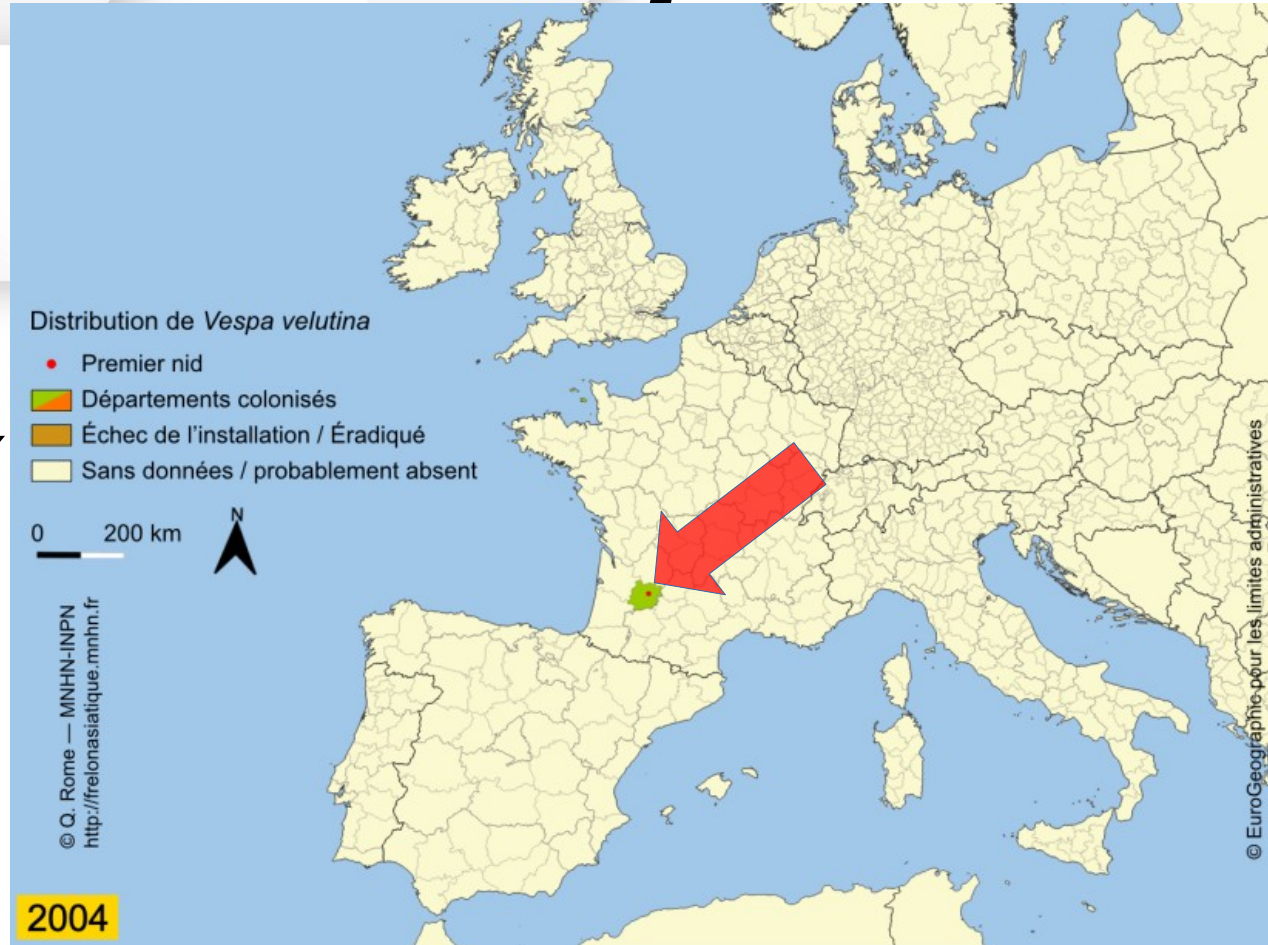 Distribution de Vespa velutina
Premier nid
Départements colonisés
Échec de l'installation / Éradiqué
Sans données / probablement absent
0 200 km
N
© Q. Rome — MNHN-INPN
http://frelonasiatique.mnhn.fr
© EuroGeographic pour les limites administratives
2004